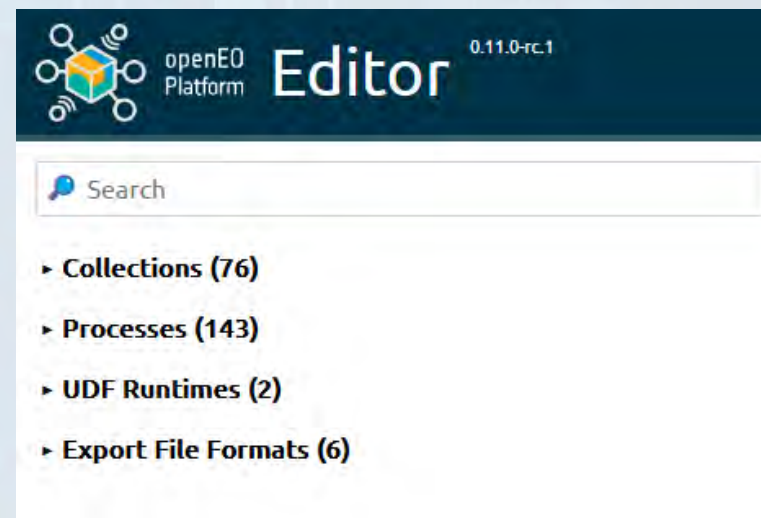 openEO
Platform
Editor
0.11.0-rc.1
Search
▸ Collections (76)
▸ Processes (143)
▸ UDF Runtimes (2)
▸ Export File Formats (6)